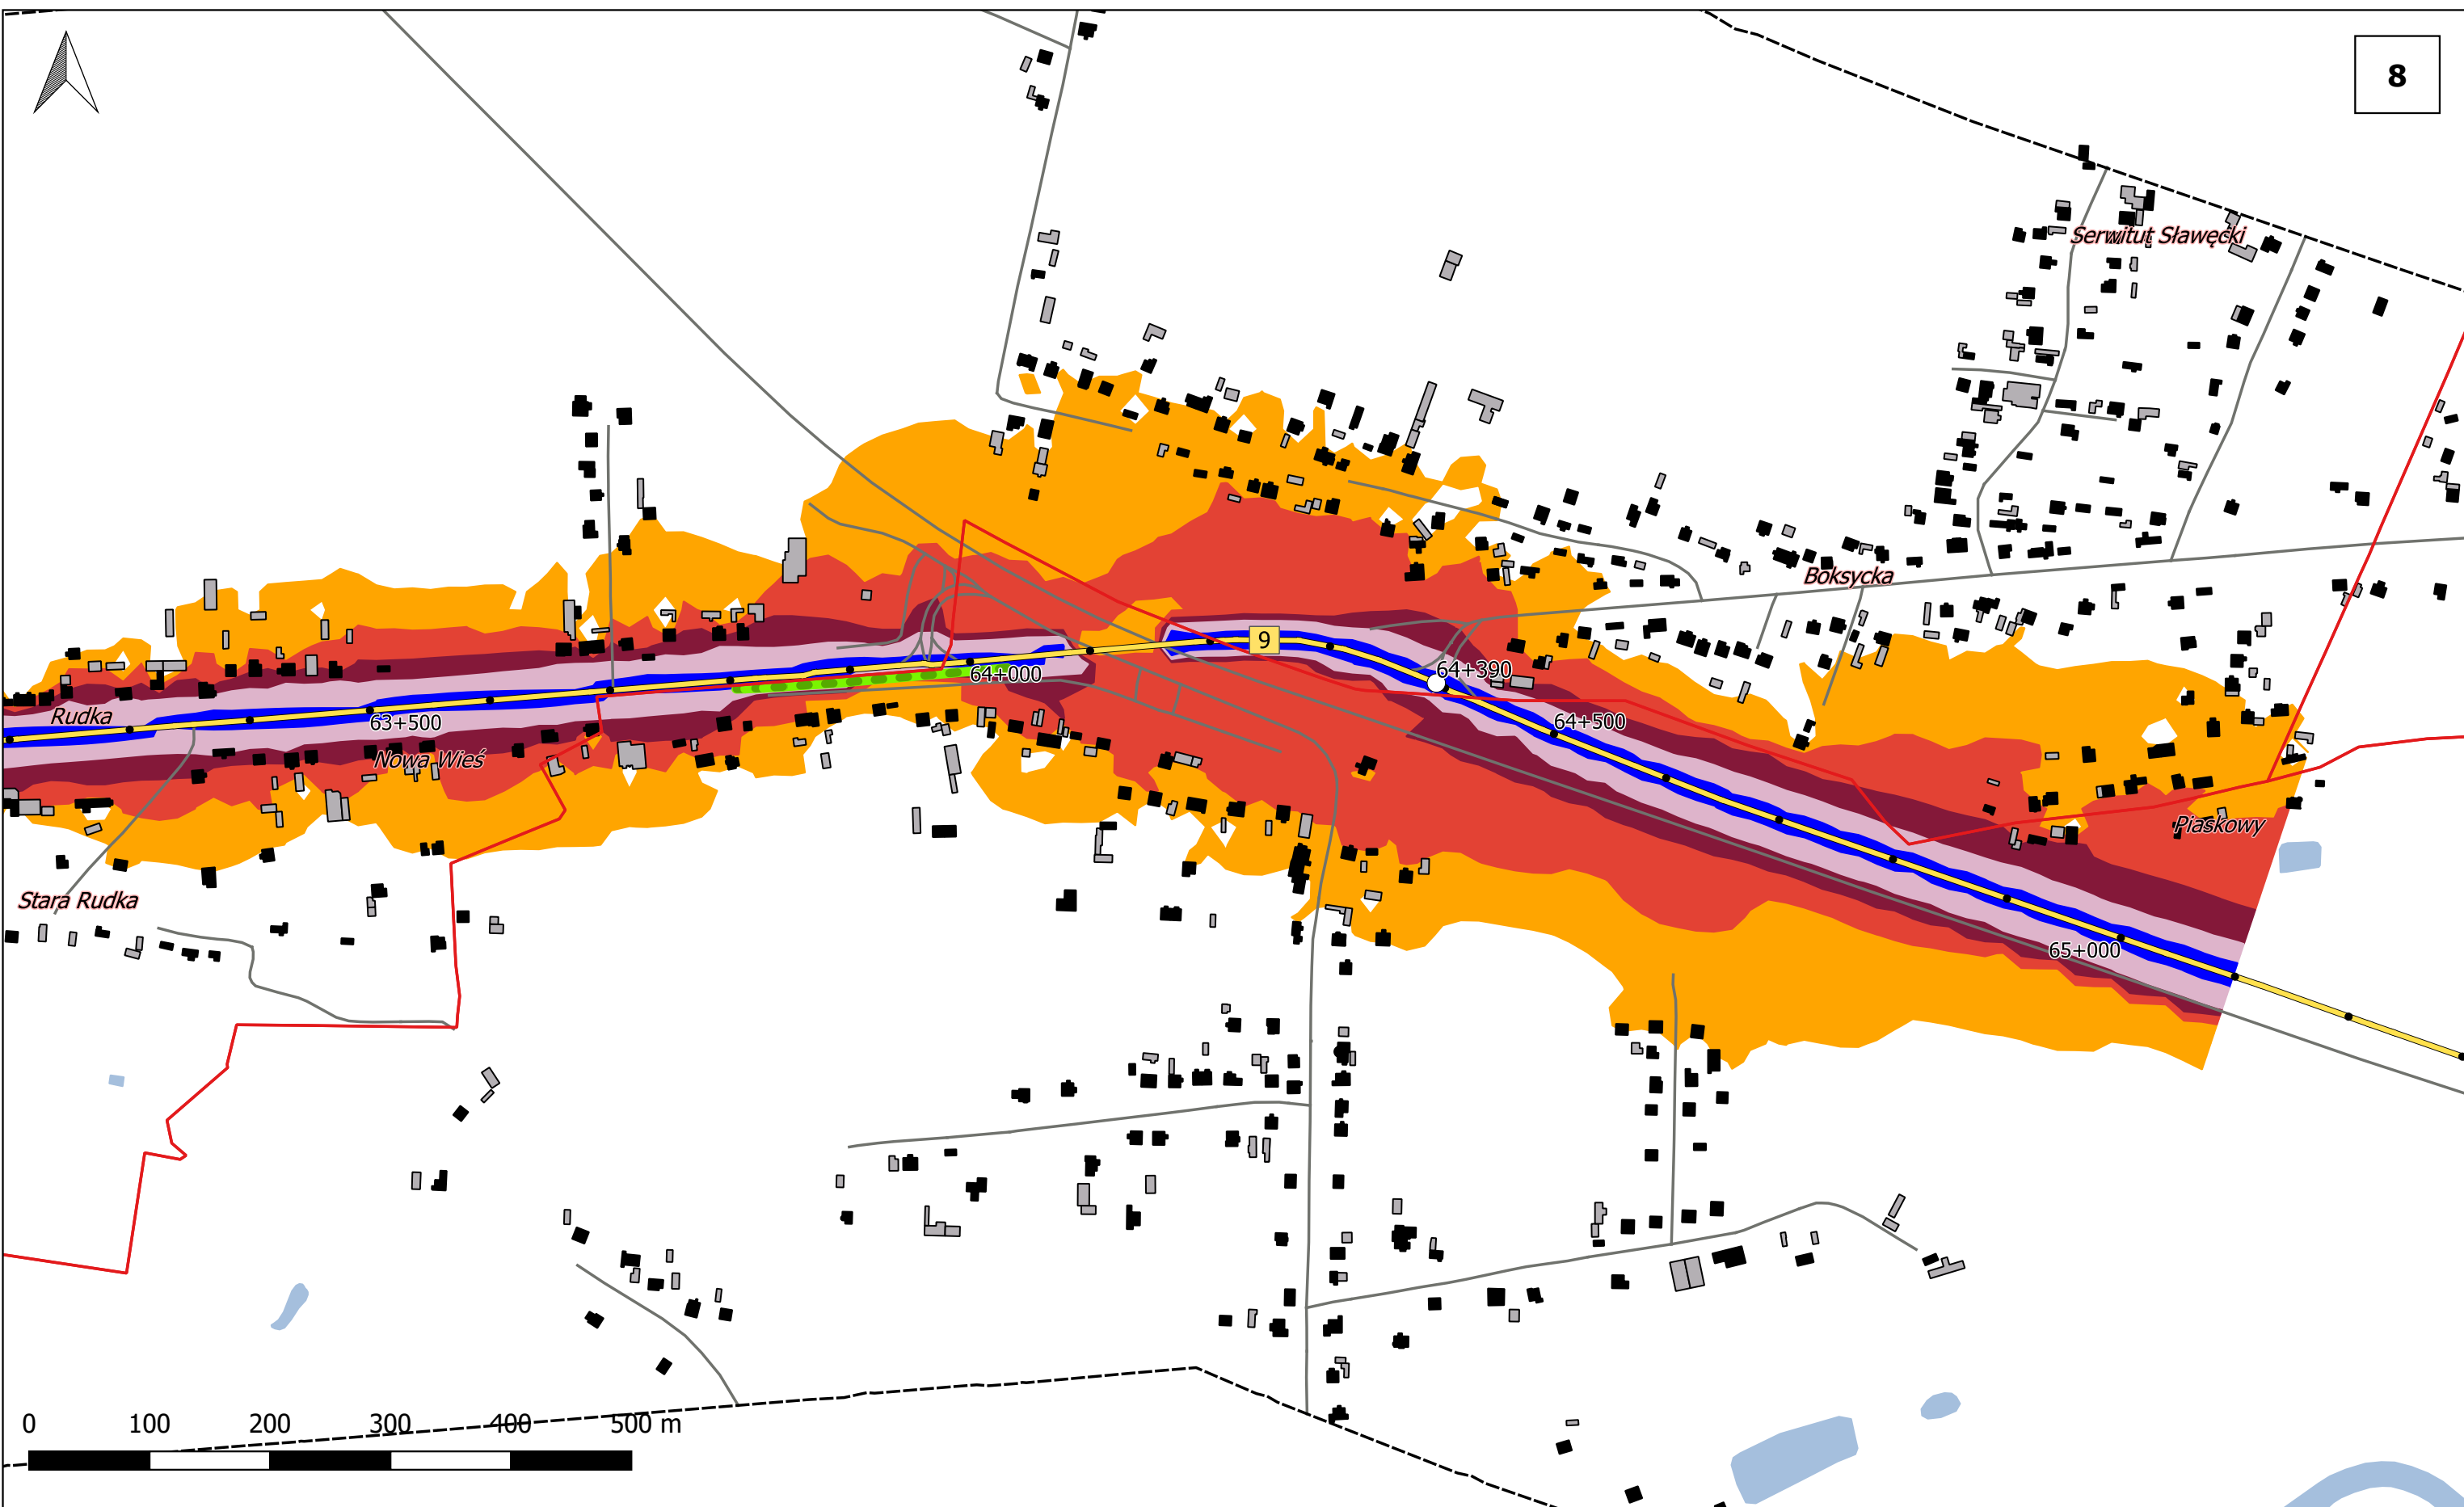 8
Serwitut Sławęcki
Boksycka
9
64+390
64+000
Rudka
63+500
64+500
Nowa Wieś
Piaskowy
Stara Rudka
65+000
0 100 200 300 400 500 m